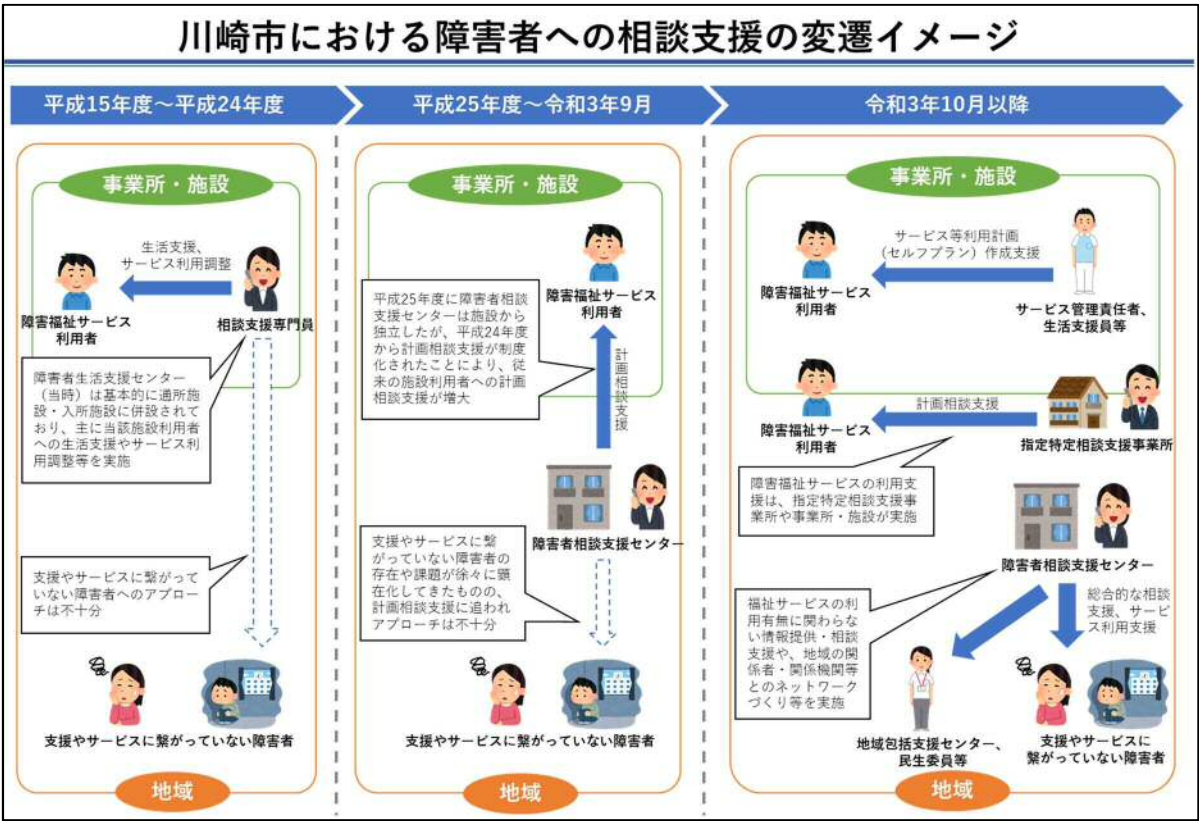 川崎市における障害者への相談支援の変遷イメージ
平成15年度～平成24年度
事業所・施設
生活支援、
サービス利用調整
障害福祉サービス
利用者
相談支援専門員
障害者生活支援センター
（当時）は基本的に通所施
設・入所施設に併設されて
おり、主に当該施設利用者
への生活支援やサービス利
用調整等を実施
支援やサービスに繋がって
いない障害者へのアプロー
チは不十分
支援やサービスに繋がっていない障害者
地域
平成25年度～令和3年9月
事業所・施設
障害福祉サービス
利用者
平成25年度に障害者相談
支援センターは施設から
独立したが、平成24年度
から計画相談支援が制度
化されたことにより、従
来の施設利用者への計画
相談支援が増大
計画相談支援
障害者相談支援センター
支援やサービスに繋
がっていない障害者の
存在や課題が徐々に顕
在化してきたものの、
計画相談支援に追われ
アプローチは不十分
支援やサービスに繋がっていない障害者
地域
令和3年10月以降
事業所・施設
サービス等利用計画
（セルフプラン）作成支援
障害福祉サービス
利用者
サービス管理責任者、
生活支援員等
計画相談支援
障害福祉サービス
利用者
指定特定相談支援事業所
障害福祉サービスの利用支
援は、指定特定相談支援事
業所や事業所・施設が実施
障害者相談支援センター
総合的な相談
支援、サービ
ス利用支援
福祉サービスの利
用有無に関わらな
い情報提供・相談
支援や、地域の関
係者・関係機関等
とのネットワーク
づくり等を実施
地域包括支援センター、
民生委員等
支援やサービスに
繋がっていない障害者
地域